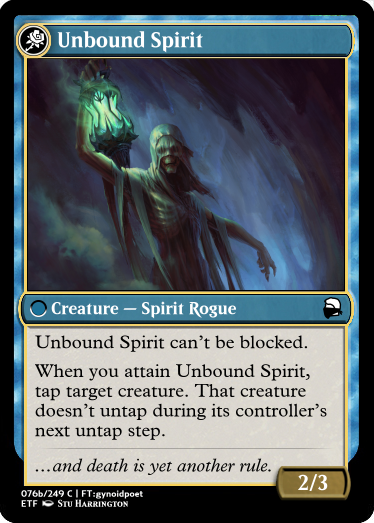 Unbound Spirit
Creature — Spirit Rogue
Unbound Spirit can't be blocked.
When you attain Unbound Spirit,
tap target creature. That creature
doesn't untap during its controller's
next untap step.
...and death is yet another rule.
2/3
076b/249 C | FT:gynoidpoet
ETF Stu Harrington